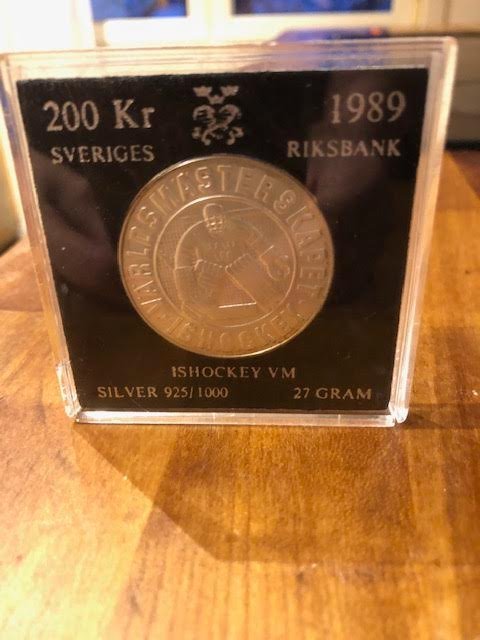 200 Kr
1989
SVERIGES
RIKSBANK
VÄRLDSMÄSTERSKAPET
ISHOCKEY
ISHOCKEY VM
SILVER 925/1000
27 GRAM